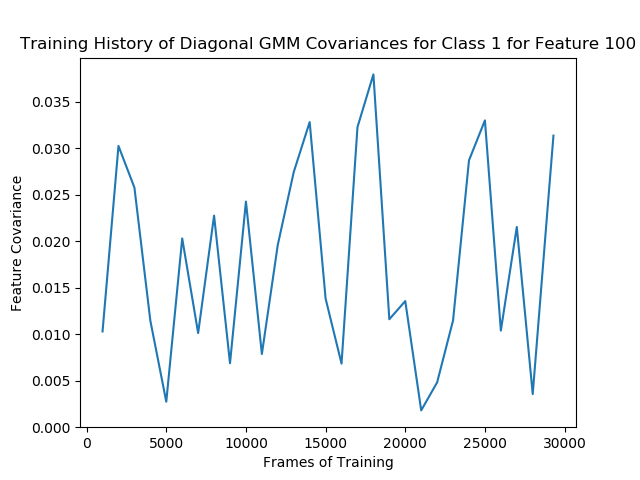 Training History of Diagonal GMM Covariances for Class 1 for Feature 100
Feature Covariance
0.035
0.030
0.025
0.020
0.015
0.010
0.005
0.000
0 5000 10000 15000 20000 25000 30000
Frames of Training